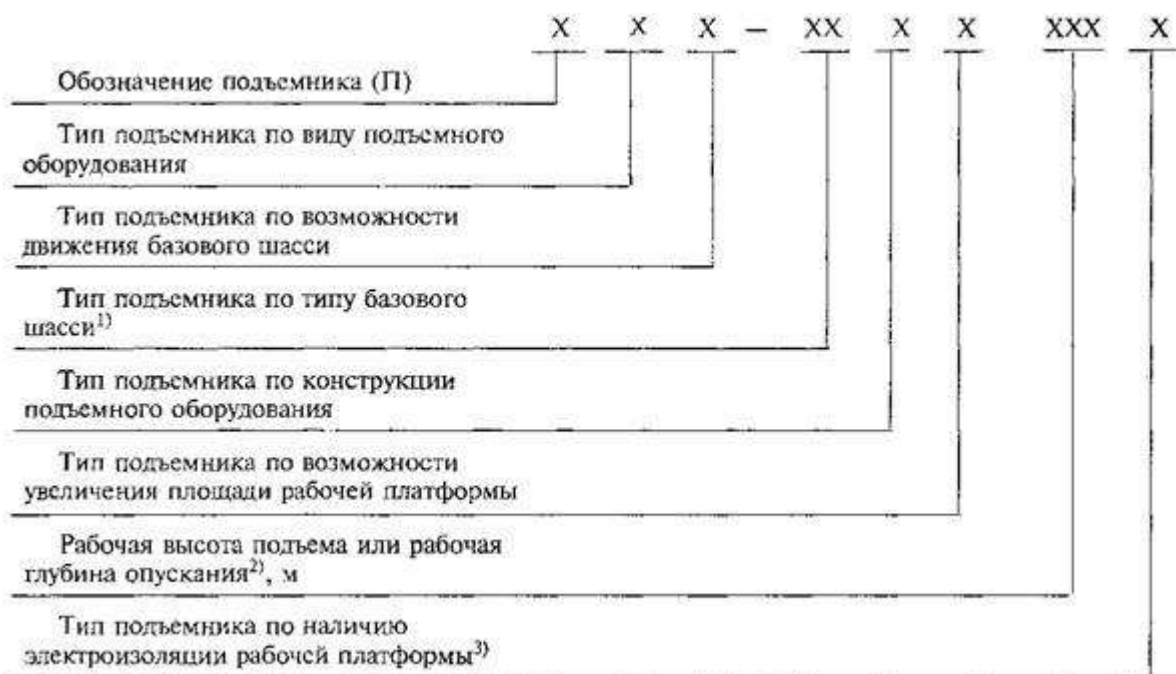 X X X – XX X X XXX X
Обозначение подъемника (П)
Тип подъемника по виду подъемного
оборудования
Тип подъемника по возможности
движения базового шасси
Тип подъемника по типу базового
шасси1)
Тип подъемника по конструкции
подъемного оборудования
Тип подъемника по возможности
увеличения площади рабочей платформы
Рабочая высота подъема или рабочая
глубина опускания2), м
Тип подъемника по наличию
электроизоляции рабочей платформы3)